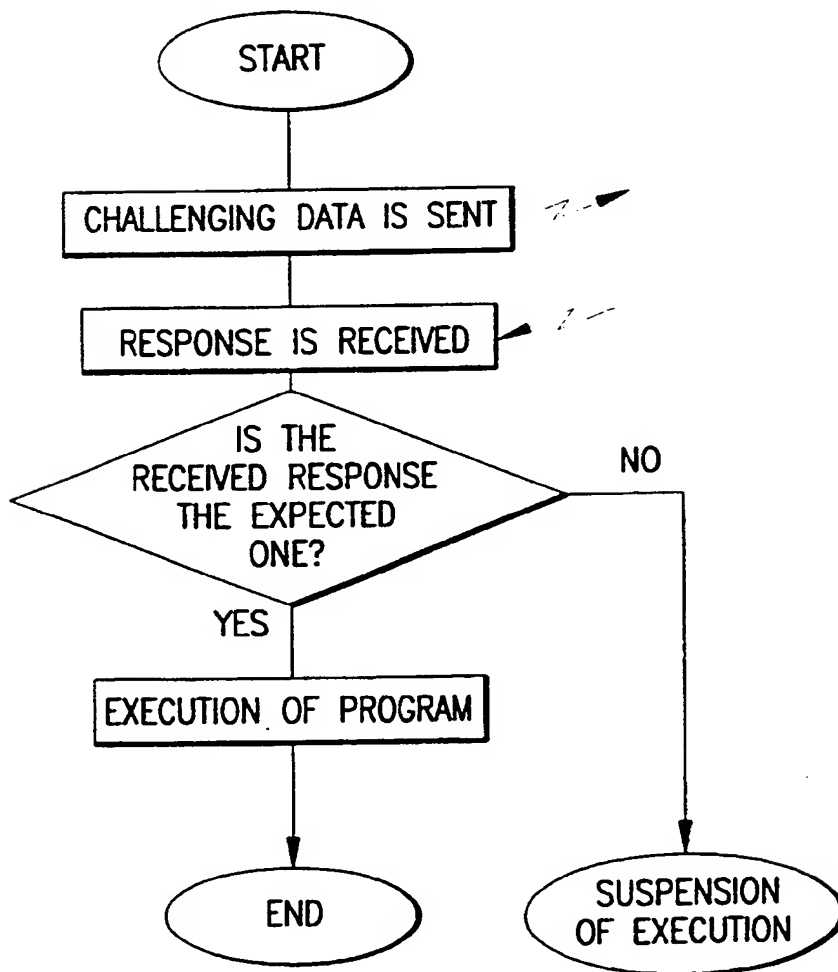 START
CHALLENGING DATA IS SENT
RESPONSE IS RECEIVED
IS THE
RECEIVED RESPONSE
THE EXPECTED
ONE?
NO
YES
EXECUTION OF PROGRAM
END
SUSPENSION
OF EXECUTION